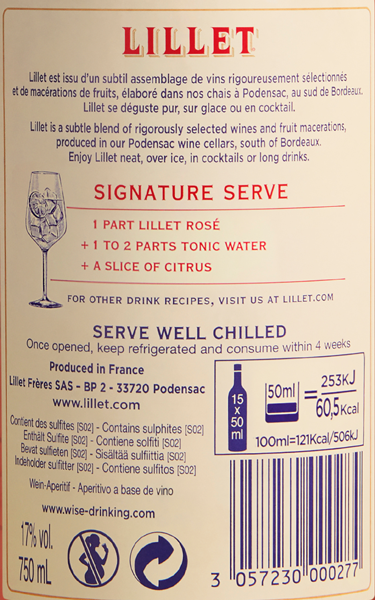 LILLET
Lillet est issu d'un subtil assemblage de vins rigoureusement sélectionnés
et de macérations de fruits, élaboré dans nos chais à Podensac, au sud de Bordeaux.
Lillet se déguste pur, sur glace ou en cocktail.
Lillet is a subtle blend of rigorously selected wines and fruit macerations,
produced in our Podensac wine cellars, south of Bordeaux.
Enjoy Lillet neat, over ice, in cocktails or long drinks.
SIGNATURE SERVE
1 PART LILLET ROSÉ
+ 1 TO 2 PARTS TONIC WATER
+ A SLICE OF CITRUS
FOR OTHER DRINK RECIPES, VISIT US AT LILLET.COM
SERVE WELL CHILLED
Once opened, keep refrigerated and consume within 4 weeks
Produced in France
Lillet Frères SAS - BP 2 - 33720 Podensac
www.lillet.com
Contient des sulfites [S02] - Contains sulphites [S02]
Enthält Sulfite [S02] - Contiene solfiti [S02]
Bevat sulfieten [S02] - Sisältää sulfiittia [S02]
Indeholder sulfitter [S02] - Contiene sulfitos [S02]
Wein-Aperitif - Aperitivo a base de vino
www.wise-drinking.com
17% vol.
750 mL
15
x
50
ml
50ml
=
253KJ
60,5Kcal
100ml=121Kcal/506kJ
3 057230 000277